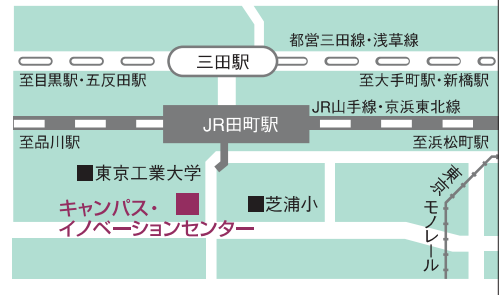 都営三田線・浅草線
三田駅
至目黒駅・五反田駅
至大手町駅・新橋駅
JR山手線・京浜東北線
JR田町駅
至品川駅
至浜松町駅
東京工業大学
キャンパス・
イノベーションセンター
芝浦小
東京モノレール